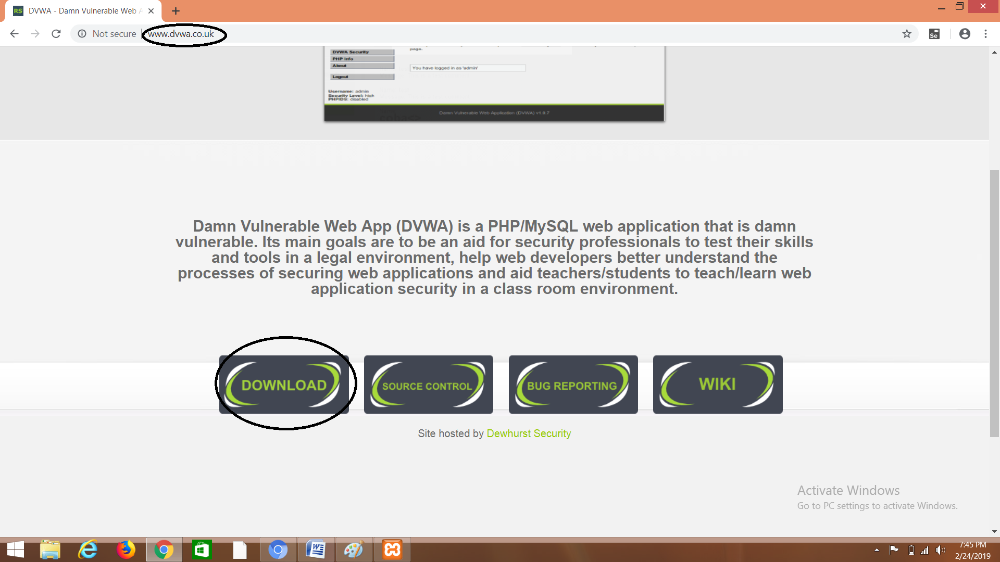 RS DVWA - Damn Vulnerable Web A
Not secure www.dvwa.co.uk
Se
page.
DVWA Security
PHP Info
About
You have logged in as 'admin'
Logout
Username: admin
Security Level: high
PHPIDS: disabled
Damn Vulnerable Web Application (DVWA) v1.0.7
Damn Vulnerable Web App (DVWA) is a PHP/MySQL web application that is damn
vulnerable. Its main goals are to be an aid for security professionals to test their skills
and tools in a legal environment, help web developers better understand the
processes of securing web applications and aid teachers/students to teach/learn web
application security in a class room environment.
DOWNLOAD
SOURCE CONTROL
BUG REPORTING
WIKI
Site hosted by Dewhurst Security
Activate Windows
Go to PC settings to activate Windows.
7:45 PM
2/24/2019